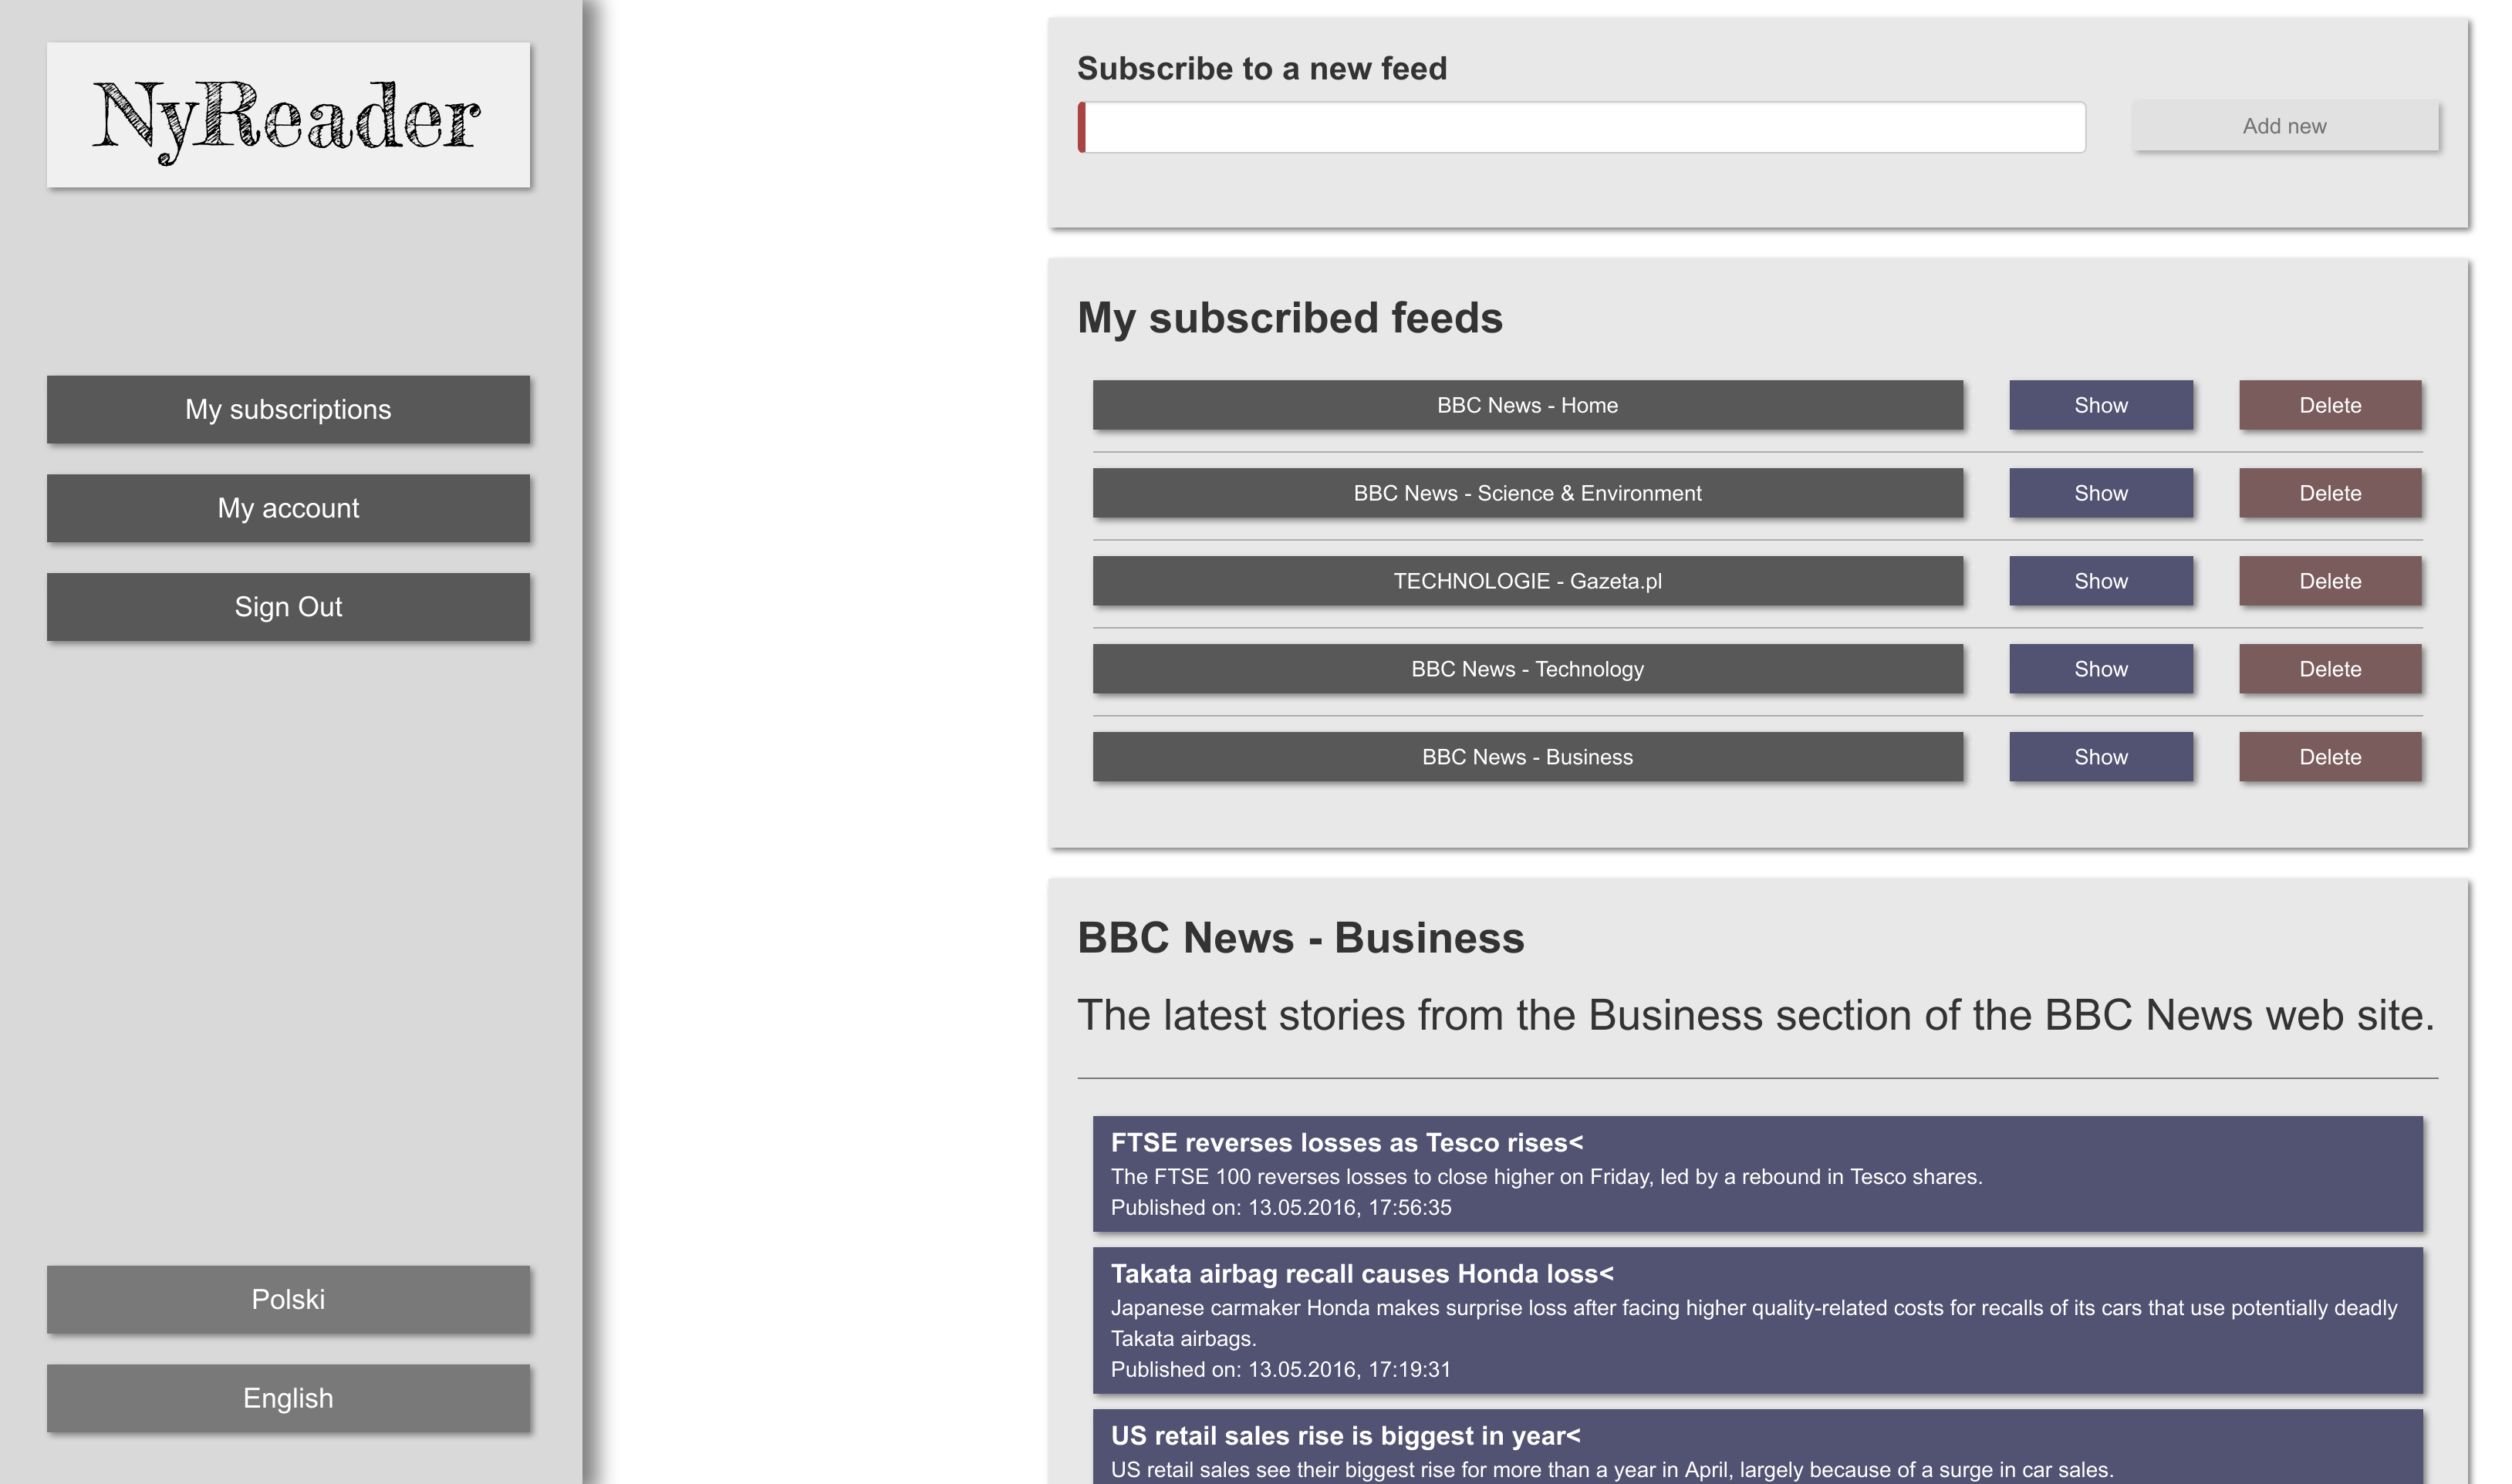 NyReader
My subscriptions
My account
Sign Out
Polski
English
Subscribe to a new feed
Add new
My subscribed feeds
BBC News - Home Show Delete
BBC News - Science & Environment Show Delete
TECHNOLOGIE - Gazeta.pl Show Delete
BBC News - Technology Show Delete
BBC News - Business Show Delete
BBC News - Business
The latest stories from the Business section of the BBC News web site.
FTSE reverses losses as Tesco rises<
The FTSE 100 reverses losses to close higher on Friday, led by a rebound in Tesco shares.
Published on: 13.05.2016, 17:56:35
Takata airbag recall causes Honda loss<
Japanese carmaker Honda makes surprise loss after facing higher quality-related costs for recalls of its cars that use potentially deadly
Takata airbags.
Published on: 13.05.2016, 17:19:31
US retail sales rise is biggest in year<
US retail sales see their biggest rise for more than a year in April, largely because of a surge in car sales.